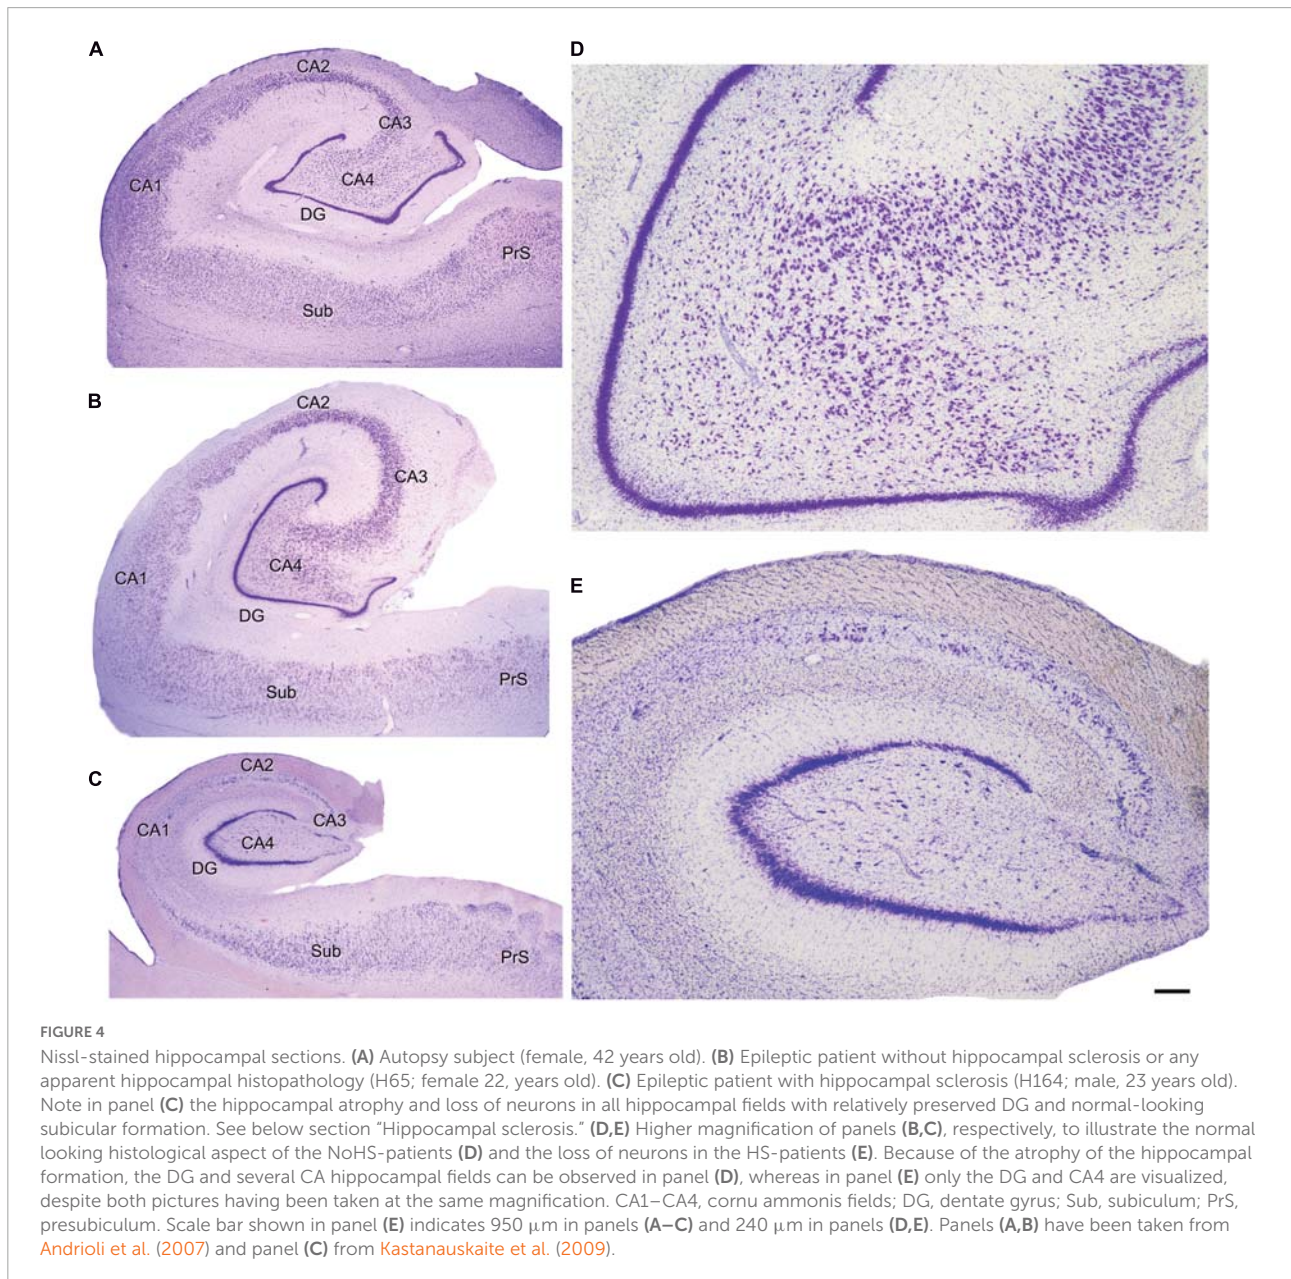 A
CA2
CA3
CA1
CA4
DG
PrS
Sub
B
CA2
CA3
CA4
CA1
DG
Sub
PrS
C
CA2
CA1
CA3
CA4
DG
Sub
PrS
D
E
FIGURE 4
Nissl-stained hippocampal sections. (A) Autopsy subject (female, 42 years old). (B) Epileptic patient without hippocampal sclerosis or any
apparent hippocampal histopathology (H65; female 22, years old). (C) Epileptic patient with hippocampal sclerosis (H164; male, 23 years old).
Note in panel (C) the hippocampal atrophy and loss of neurons in all hippocampal fields with relatively preserved DG and normal-looking
subicular formation. See below section “Hippocampal sclerosis.” (D,E) Higher magnification of panels (B,C), respectively, to illustrate the normal
looking histological aspect of the NoHS-patients (D) and the loss of neurons in the HS-patients (E). Because of the atrophy of the hippocampal
formation, the DG and several CA hippocampal fields can be observed in panel (D), whereas in panel (E) only the DG and CA4 are visualized,
despite both pictures having been taken at the same magnification. CA1–CA4, cornu ammonis fields; DG, dentate gyrus; Sub, subiculum; PrS,
presubiculum. Scale bar shown in panel (E) indicates 950 μm in panels (A–C) and 240 μm in panels (D,E). Panels (A,B) have been taken from
Andrioli et al. (2007) and panel (C) from Kastanauskaite et al. (2009).